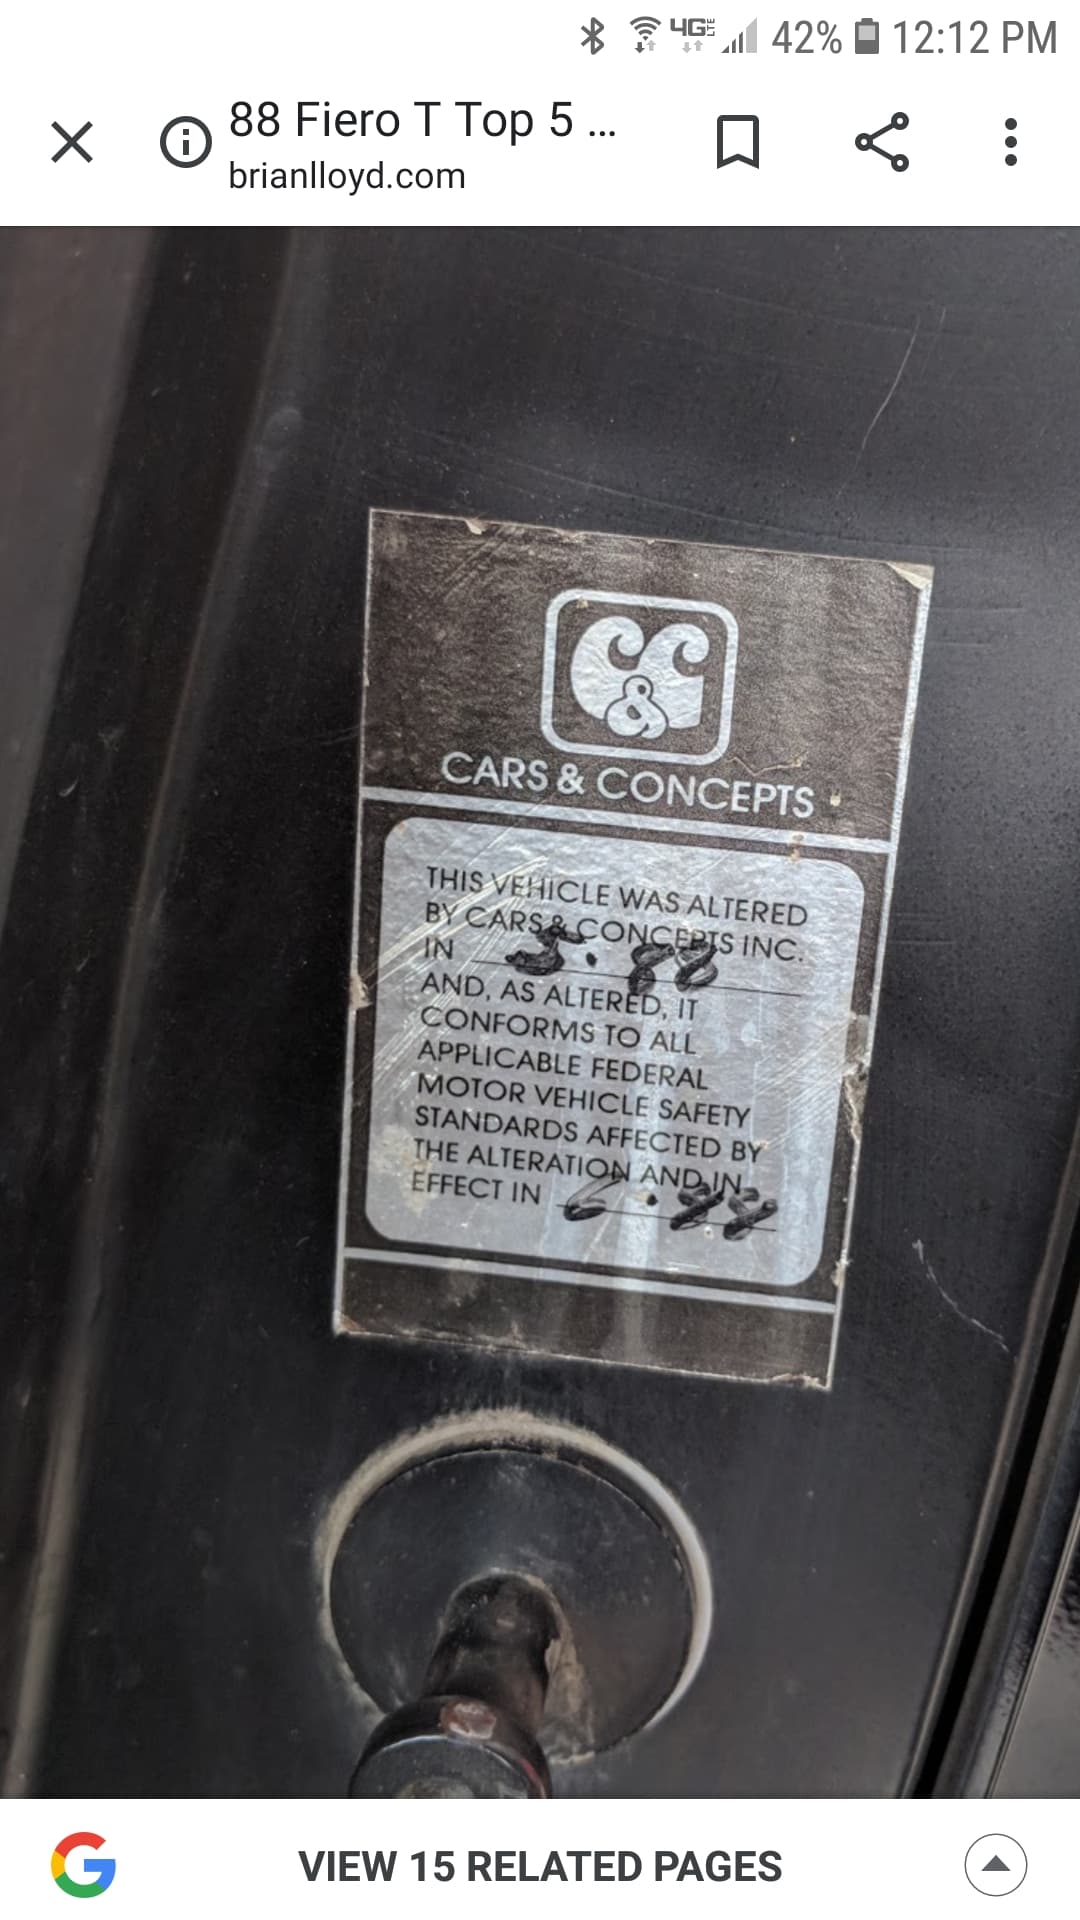 4G LTE 42% 12:12 PM
88 Fiero T Top 5 ...
brianlloyd.com
C&C
CARS & CONCEPTS
THIS VEHICLE WAS ALTERED
BY CARS & CONCEPTS INC.
IN 5.88
AND, AS ALTERED, IT
CONFORMS TO ALL
APPLICABLE FEDERAL
MOTOR VEHICLE SAFETY
STANDARDS AFFECTED BY
THE ALTERATION AND IN
EFFECT IN
VIEW 15 RELATED PAGES